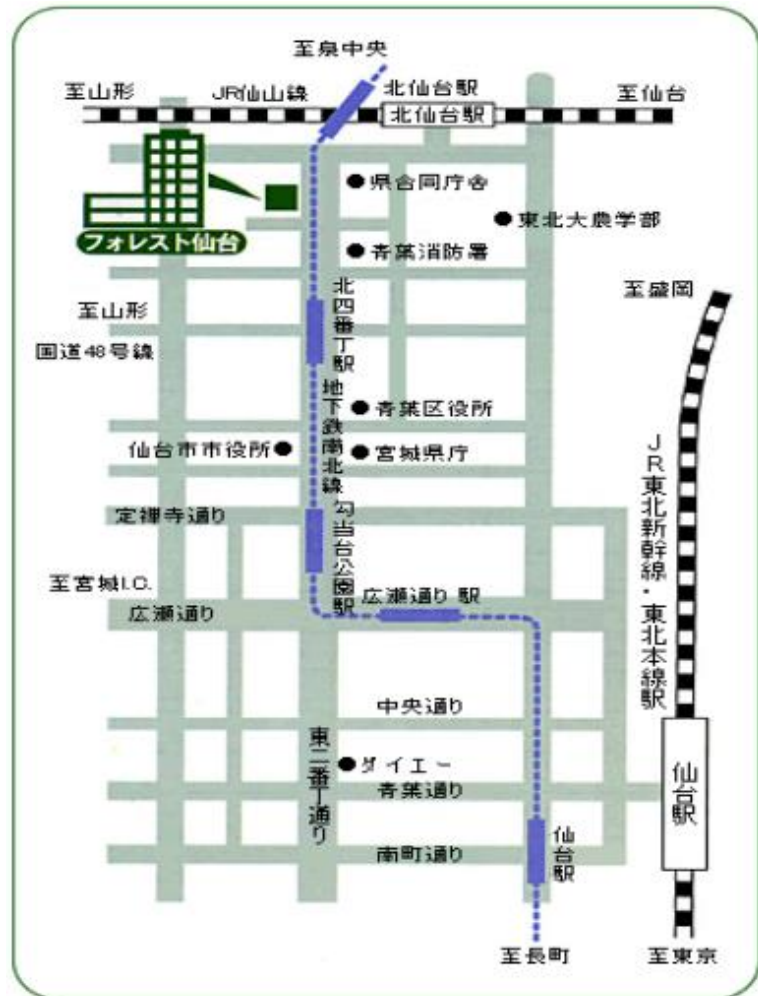 至泉中央
至山形
JR仙山線
北仙台駅
北仙台駅
至仙台
県合同庁舎
東北大農学部
フォレスト仙台
青葉消防署
至盛岡
至山形
北四番丁駅
国道48号線
地下鉄南北線
青葉区役所
仙台市市役所
宮城県庁
JR東北新幹線・東北本線駅
定禅寺通り
勾当台公園駅
至宮城I.C.
広瀬通り 駅
広瀬通り
中央通り
東二番丁通り
ダイエー
青葉通り
仙台駅
南町通り
仙台駅
至長町
至東京